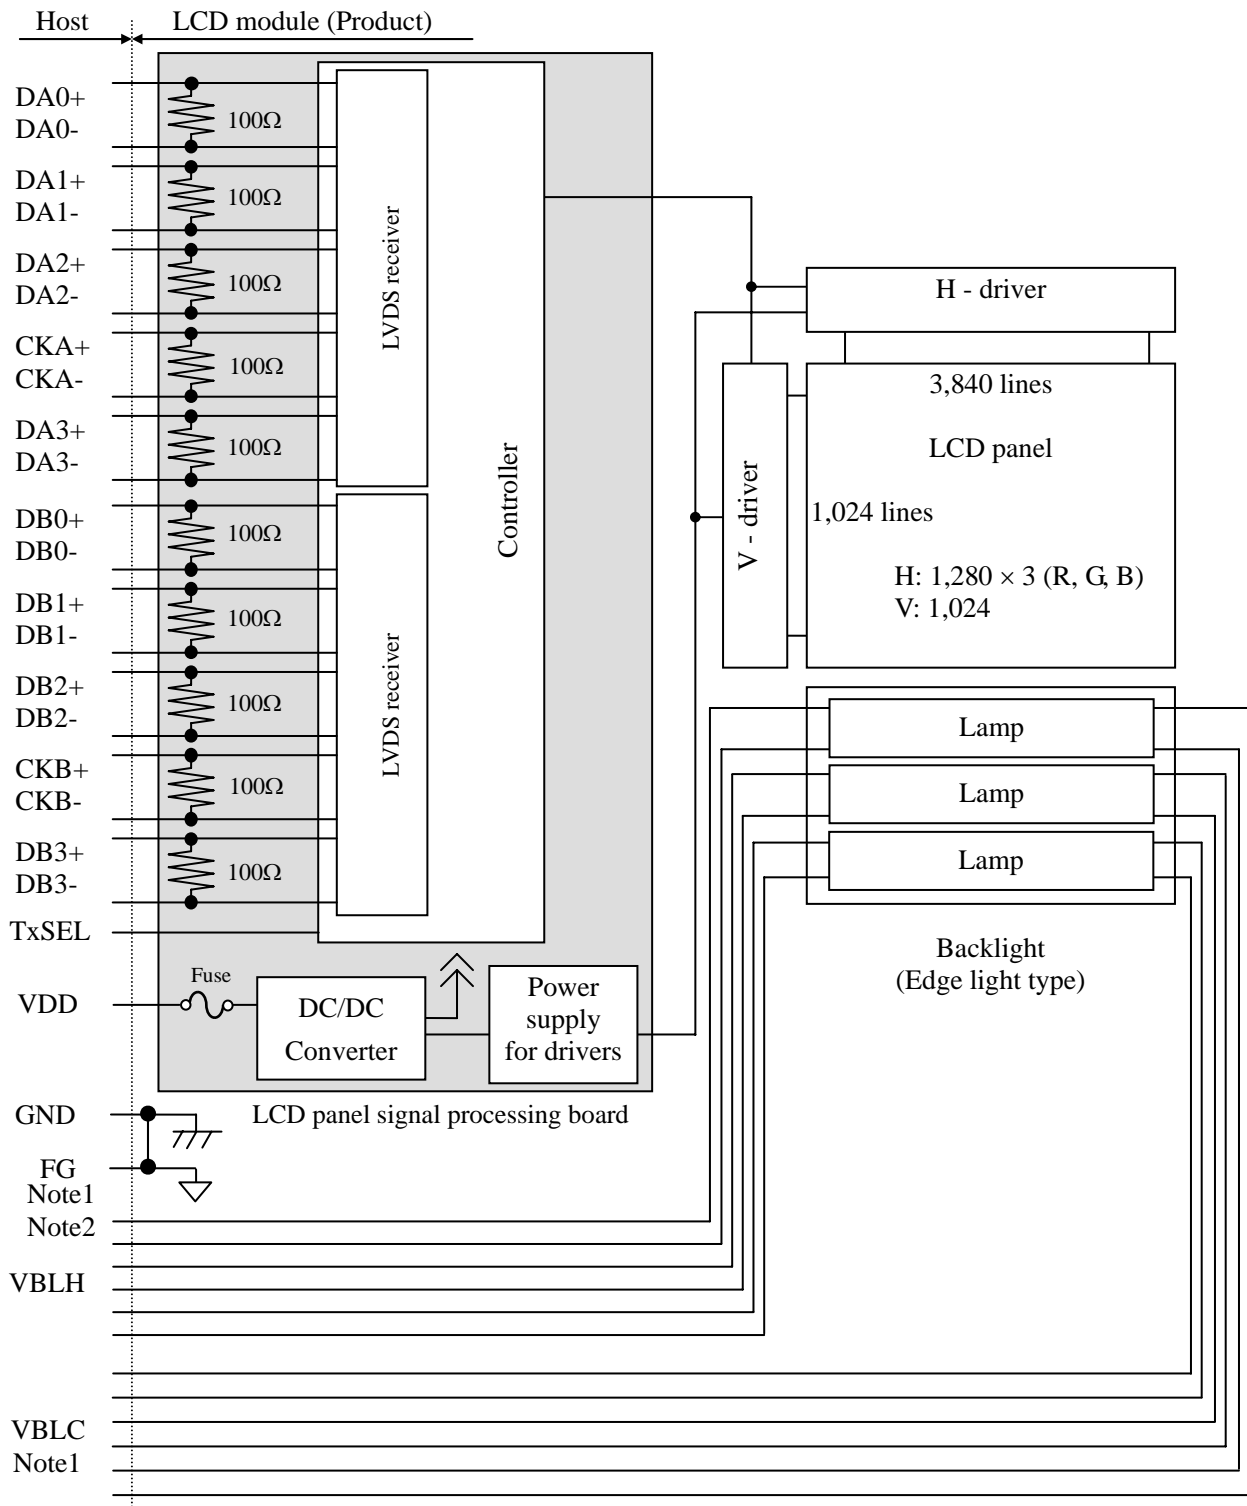 Host
LCD module (Product)
DA0+
DA0-
100Ω
DA1+
DA1-
100Ω
DA2+
DA2-
100Ω
CKA+
CKA-
100Ω
DA3+
DA3-
100Ω
DB0+
DB0-
100Ω
DB1+
DB1-
100Ω
DB2+
DB2-
100Ω
CKB+
CKB-
100Ω
DB3+
DB3-
100Ω
TxSEL
LVDS receiver
LVDS receiver
Controller
H - driver
V - driver
3,840 lines
LCD panel
1,024 lines
H: 1,280 × 3 (R, G, B)
V: 1,024
Lamp
Lamp
Lamp
Backlight
(Edge light type)
VDD
Fuse
DC/DC
Converter
Power
supply
for drivers
LCD panel signal processing board
GND
FG
Note1
Note2
VBLH
VBLC
Note1